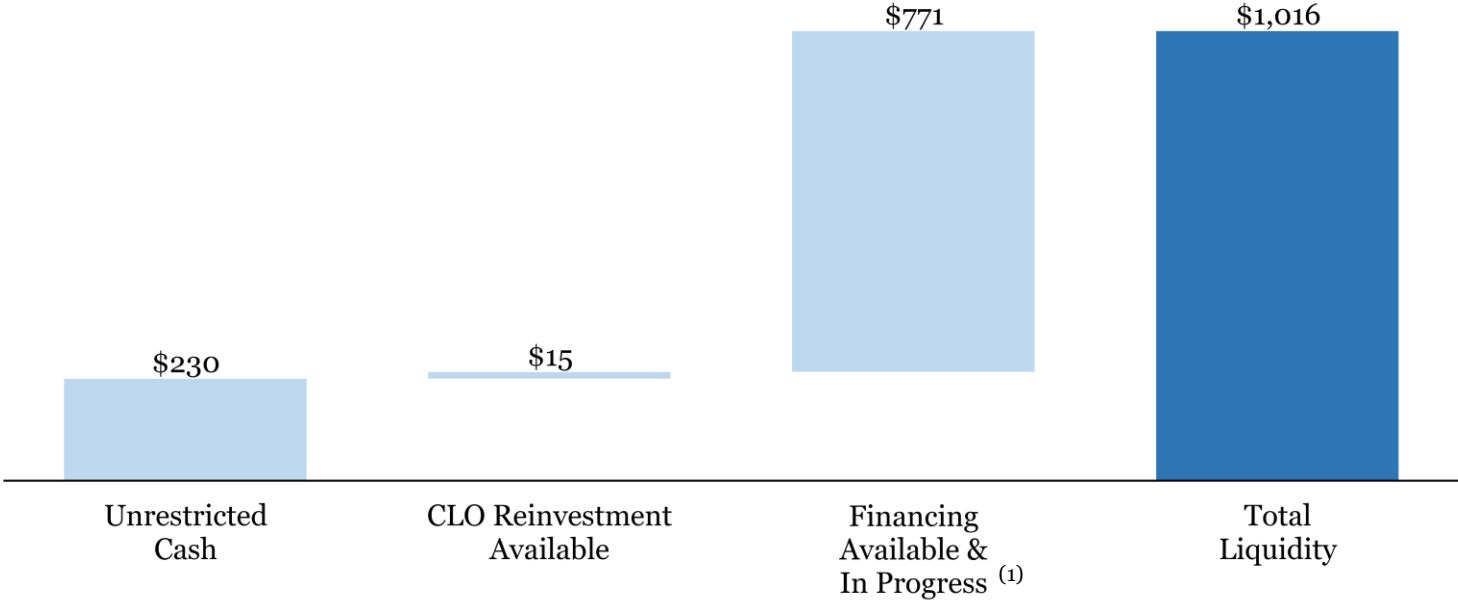 $771
$1,016
$230
$15
Unrestricted
Cash
CLO Reinvestment
Available
Financing
Available &
In Progress (1)
Total
Liquidity